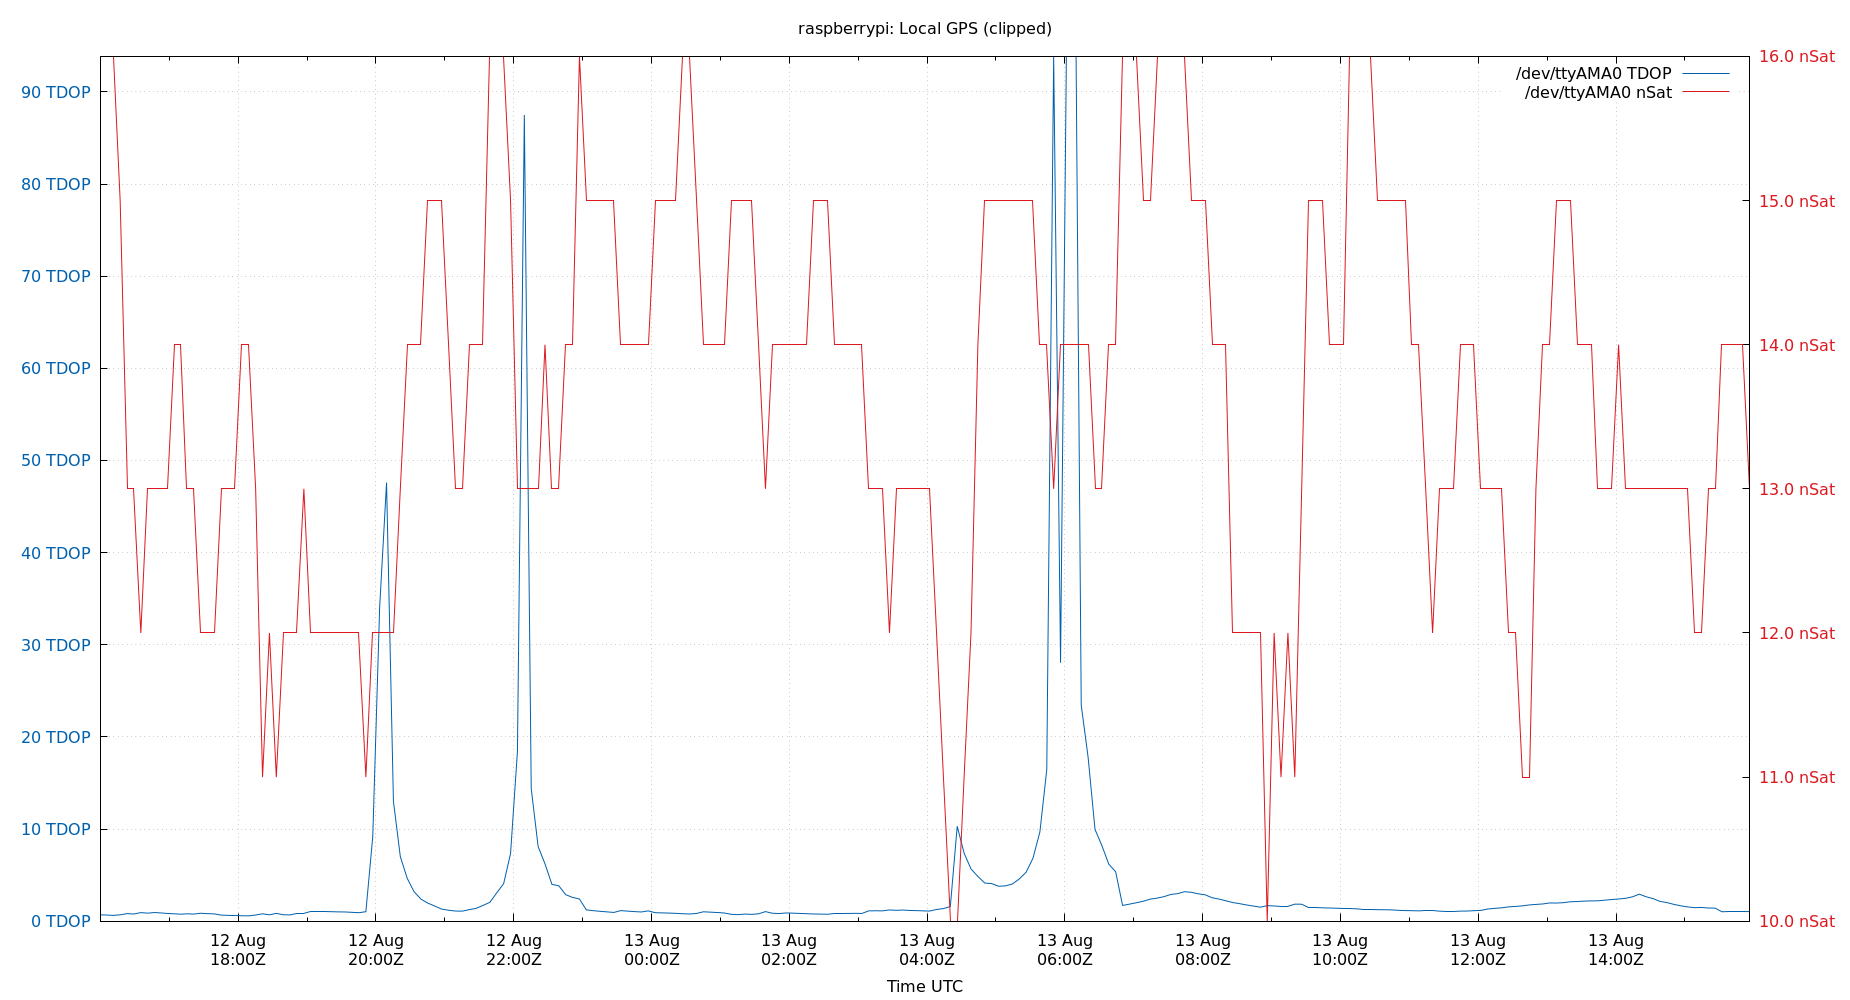 raspberrypi: Local GPS (clipped)
/dev/ttyAMA0 TDOP
/dev/ttyAMA0 nSat
90 TDOP
80 TDOP
70 TDOP
60 TDOP
50 TDOP
40 TDOP
30 TDOP
20 TDOP
10 TDOP
0 TDOP
16.0 nSat
15.0 nSat
14.0 nSat
13.0 nSat
12.0 nSat
11.0 nSat
10.0 nSat
12 Aug
18:00Z
12 Aug
20:00Z
12 Aug
22:00Z
13 Aug
00:00Z
13 Aug
02:00Z
13 Aug
04:00Z
13 Aug
06:00Z
13 Aug
08:00Z
13 Aug
10:00Z
13 Aug
12:00Z
13 Aug
14:00Z
Time UTC